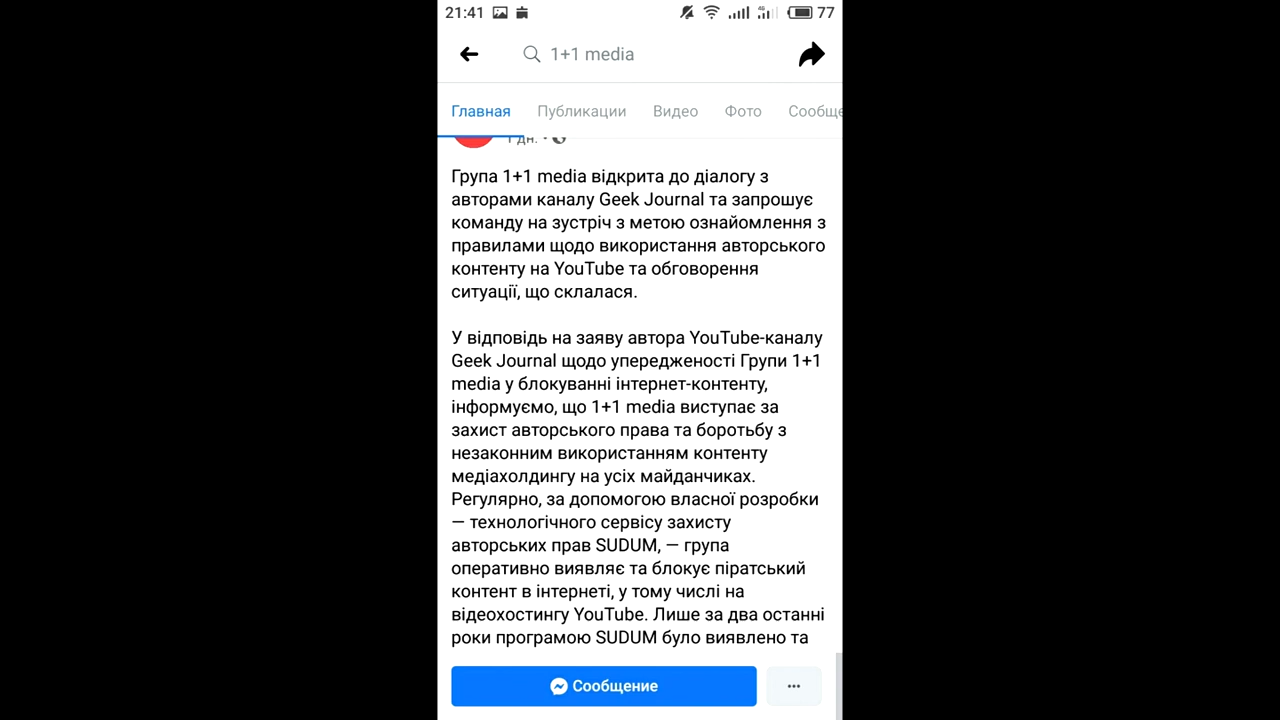 21:41
4G
77
1+1 media
Главная Публикации Видео Фото Сообще
1 дн. ·
Група 1+1 media відкрита до діалогу з
авторами каналу Geek Journal та запрошує
команду на зустріч з метою ознайомлення з
правилами щодо використання авторського
контенту на YouTube та обговорення
ситуації, що склалася.
У відповідь на заяву автора YouTube-каналу
Geek Journal щодо упередженості Групи 1+1
media у блокуванні інтернет-контенту,
інформуємо, що 1+1 media виступає за
захист авторського права та боротьбу з
незаконним використанням контенту
медіахолдингу на усіх майданчиках.
Регулярно, за допомогою власної розробки
— технологічного сервісу захисту
авторських прав SUDUM, — група
оперативно виявляє та блокує піратський
контент в інтернеті, у тому числі на
відеохостингу YouTube. Лише за два останні
роки програмою SUDUM було виявлено та
Сообщение